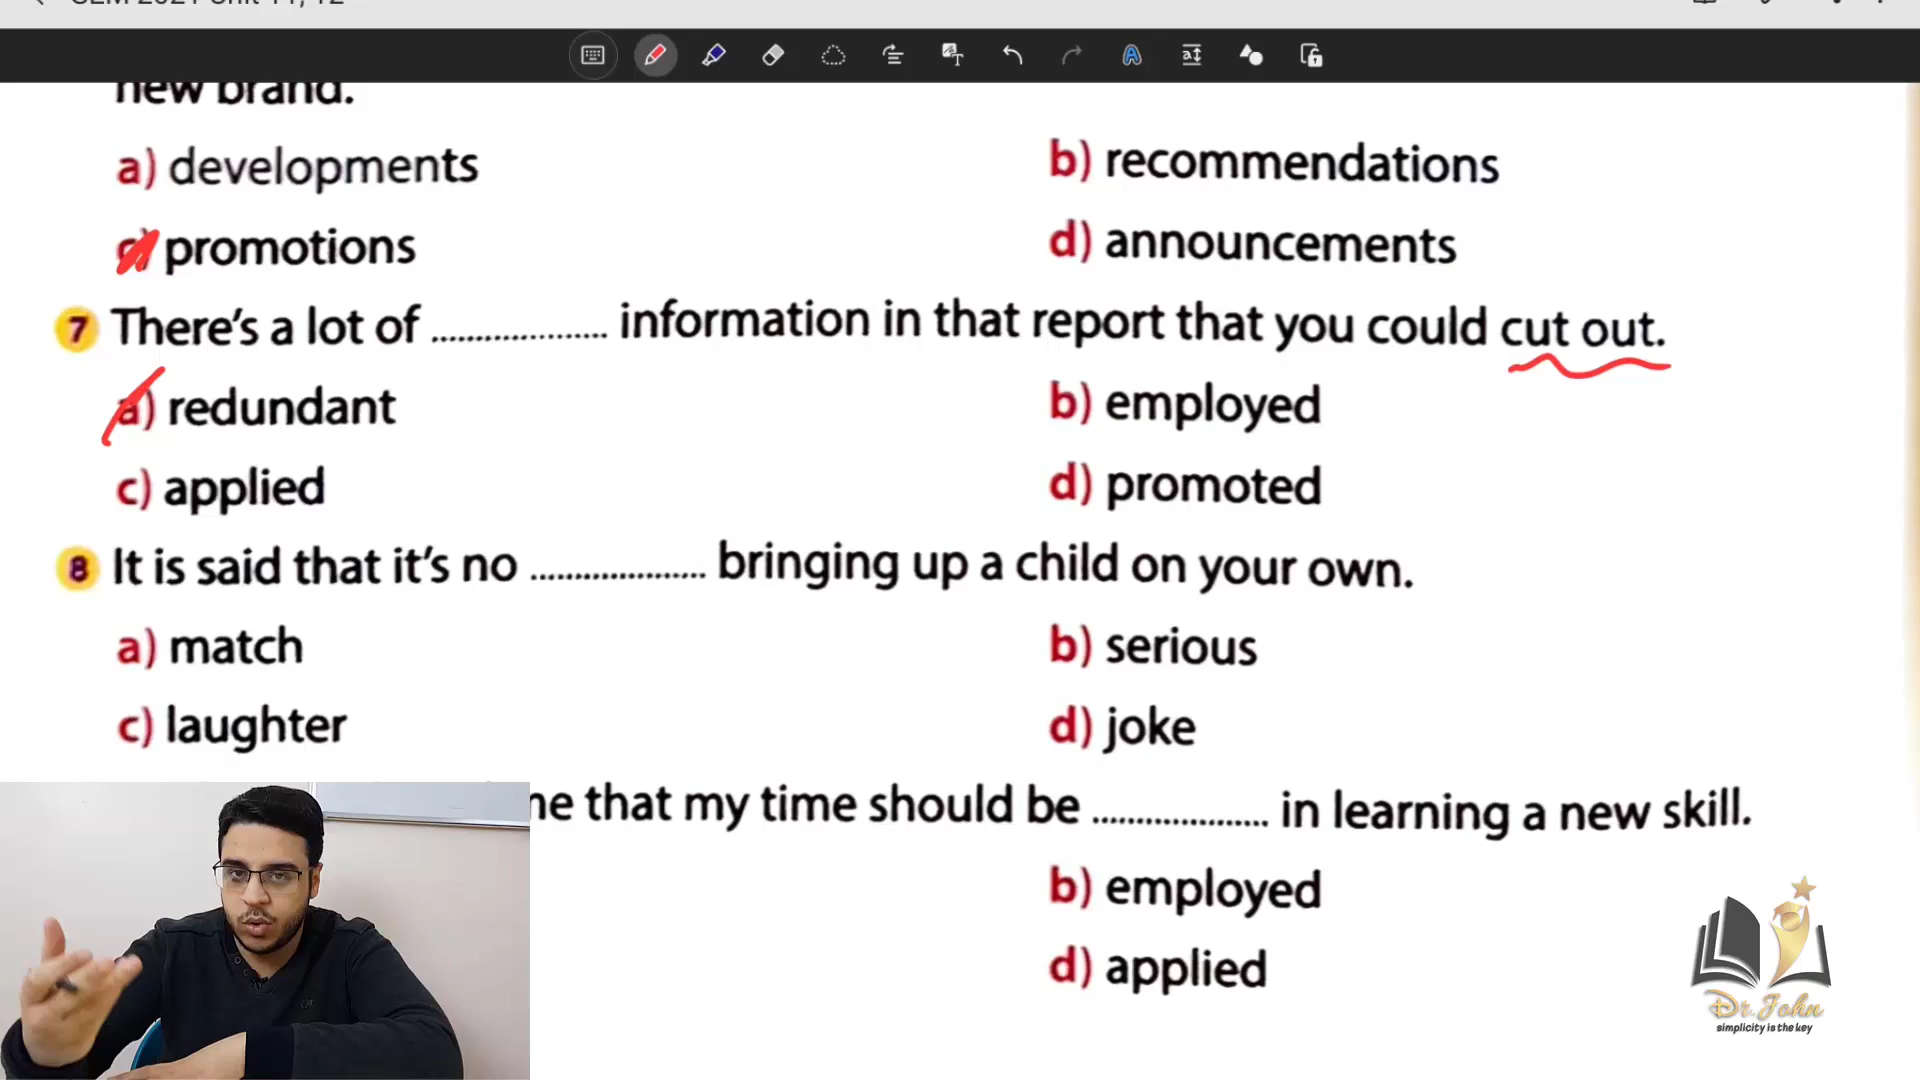 new brand.
a) developments
b) recommendations
c) promotions
d) announcements
7 There's a lot of .................... information in that report that you could cut out.
a) redundant
b) employed
c) applied
d) promoted
8 It is said that it's no .................... bringing up a child on your own.
a) match
b) serious
c) laughter
d) joke
that my time should be .................... in learning a new skill.
b) employed
d) applied
Dr. John
simplicity is the key